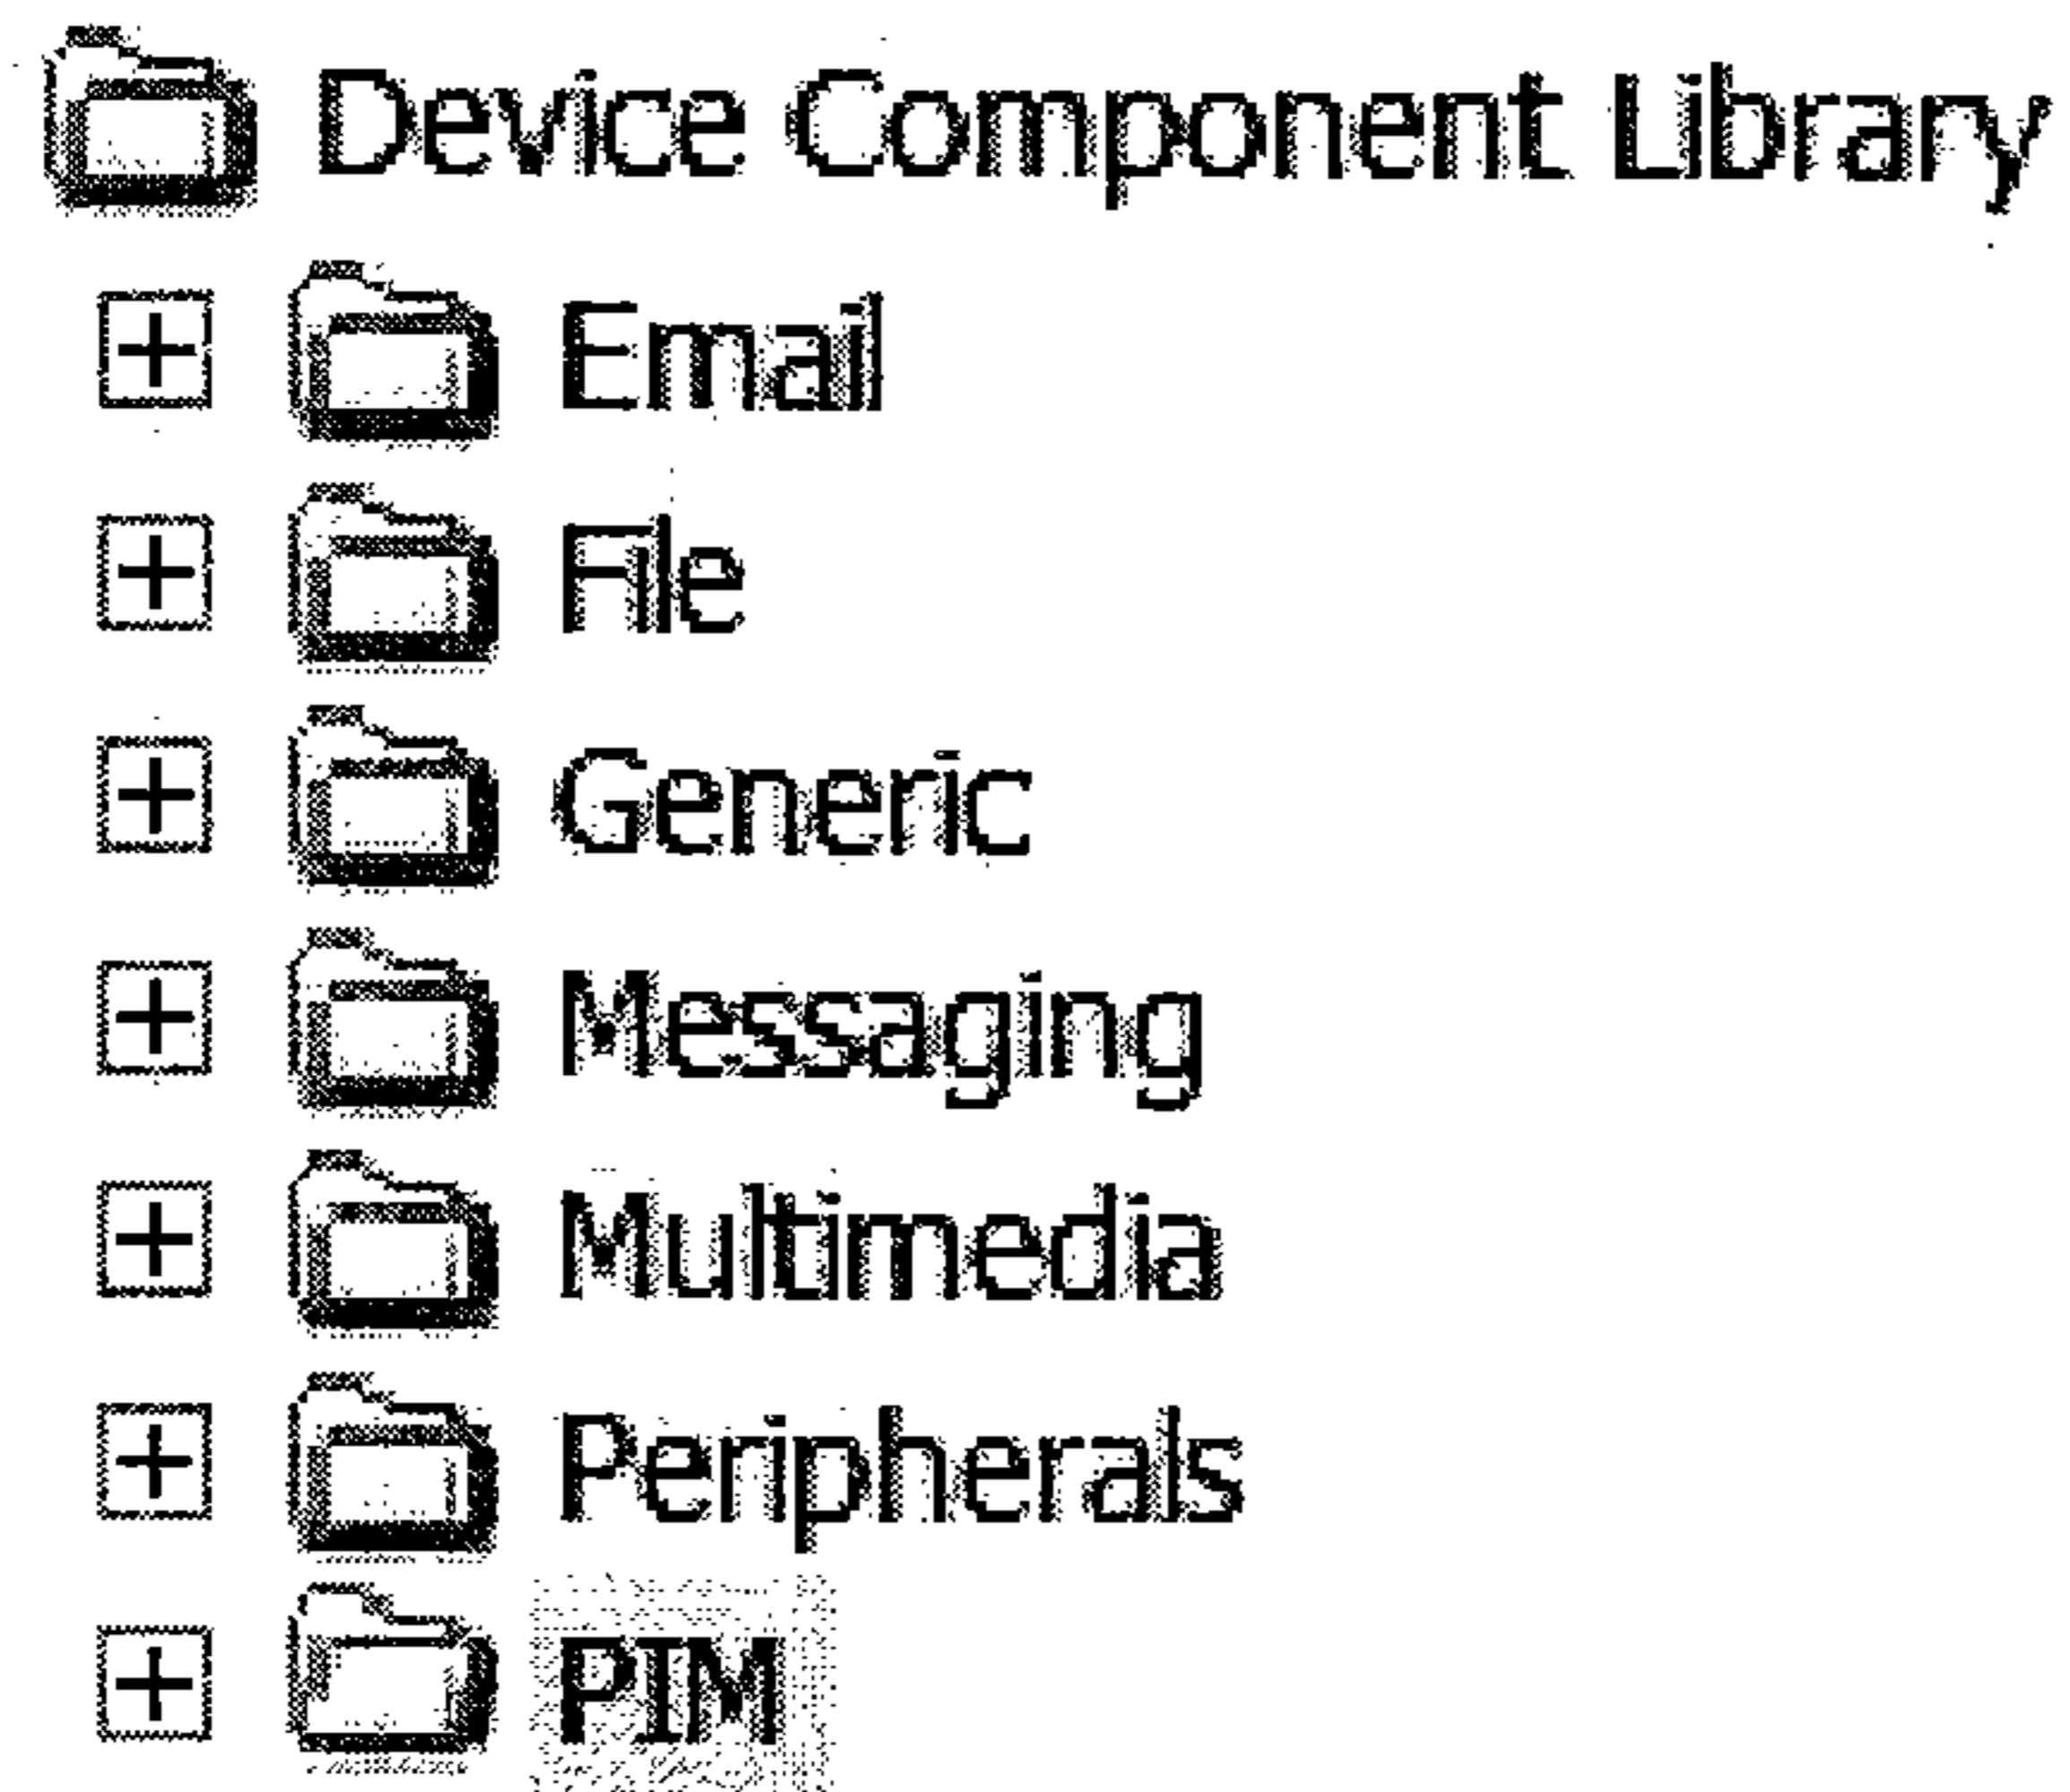 Device Component Library
Email
File
Generic
Messaging
Multimedia
Peripherals
PIM